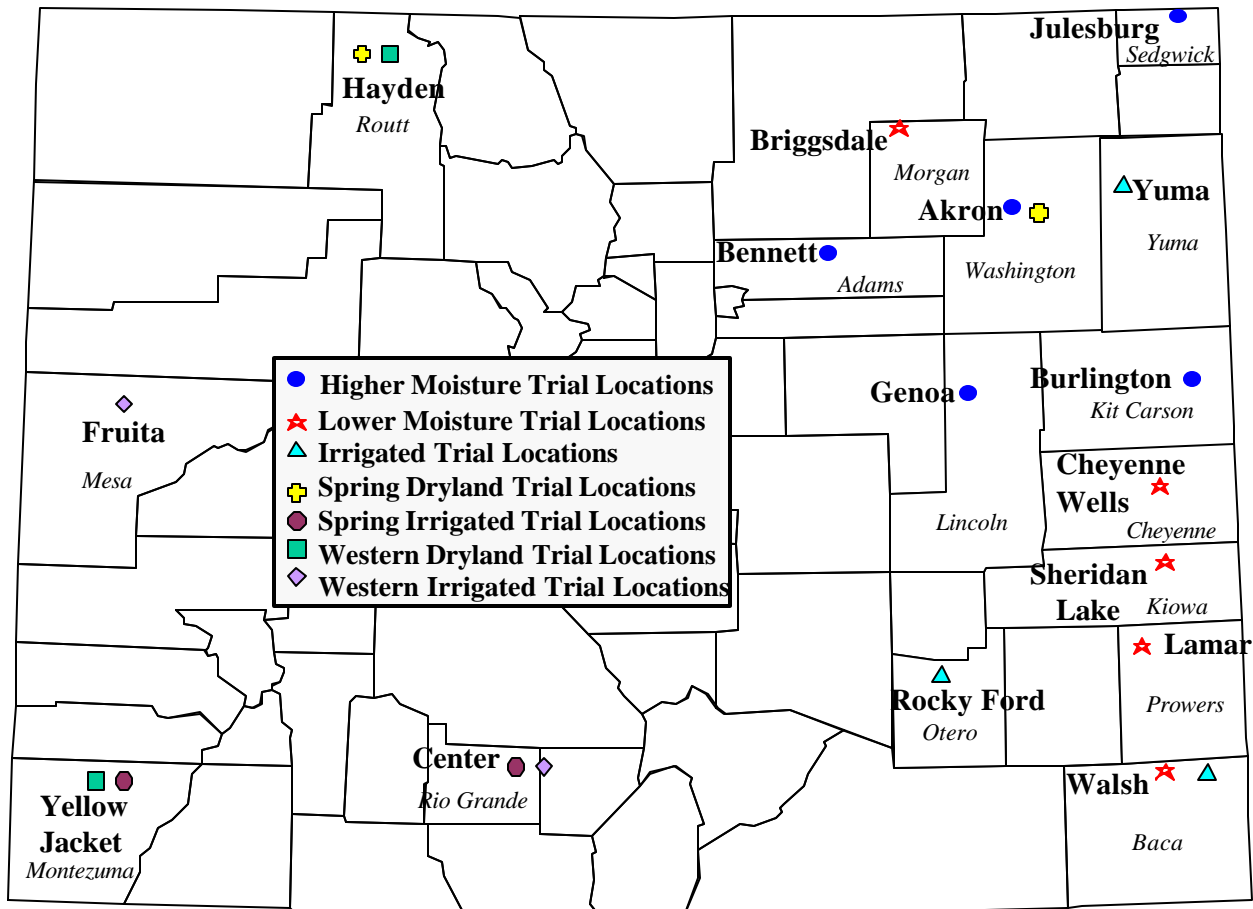 Julesburg
Sedgwick
Hayden
Routt
Briggsdale
Morgan
Yuma
Akron
Yuma
Bennett
Washington
Adams
Higher Moisture Trial Locations
Lower Moisture Trial Locations
Irrigated Trial Locations
Spring Dryland Trial Locations
Spring Irrigated Trial Locations
Western Dryland Trial Locations
Western Irrigated Trial Locations
Genoa
Burlington
Kit Carson
Fruita
Mesa
Cheyenne
Wells
Cheyenne
Lincoln
Sheridan
Lake
Kiowa
Lamar
Prowers
Rocky Ford
Otero
Center
Rio Grande
Walsh
Baca
Yellow
Jacket
Montezuma